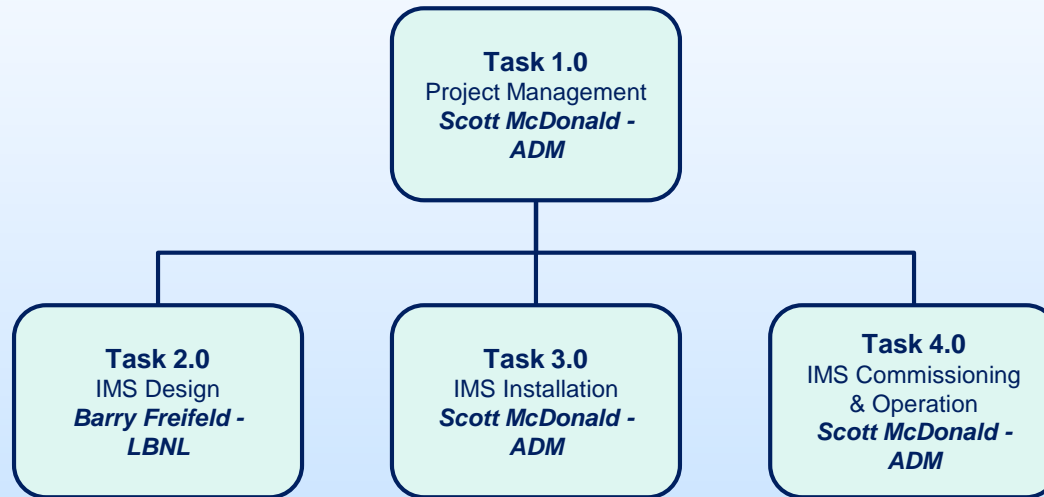 Task 1.0
Project Management
Scott McDonald -
ADM
Task 2.0
IMS Design
Barry Freifeld -
LBNL
Task 3.0
IMS Installation
Scott McDonald -
ADM
Task 4.0
IMS Commissioning
& Operation
Scott McDonald -
ADM